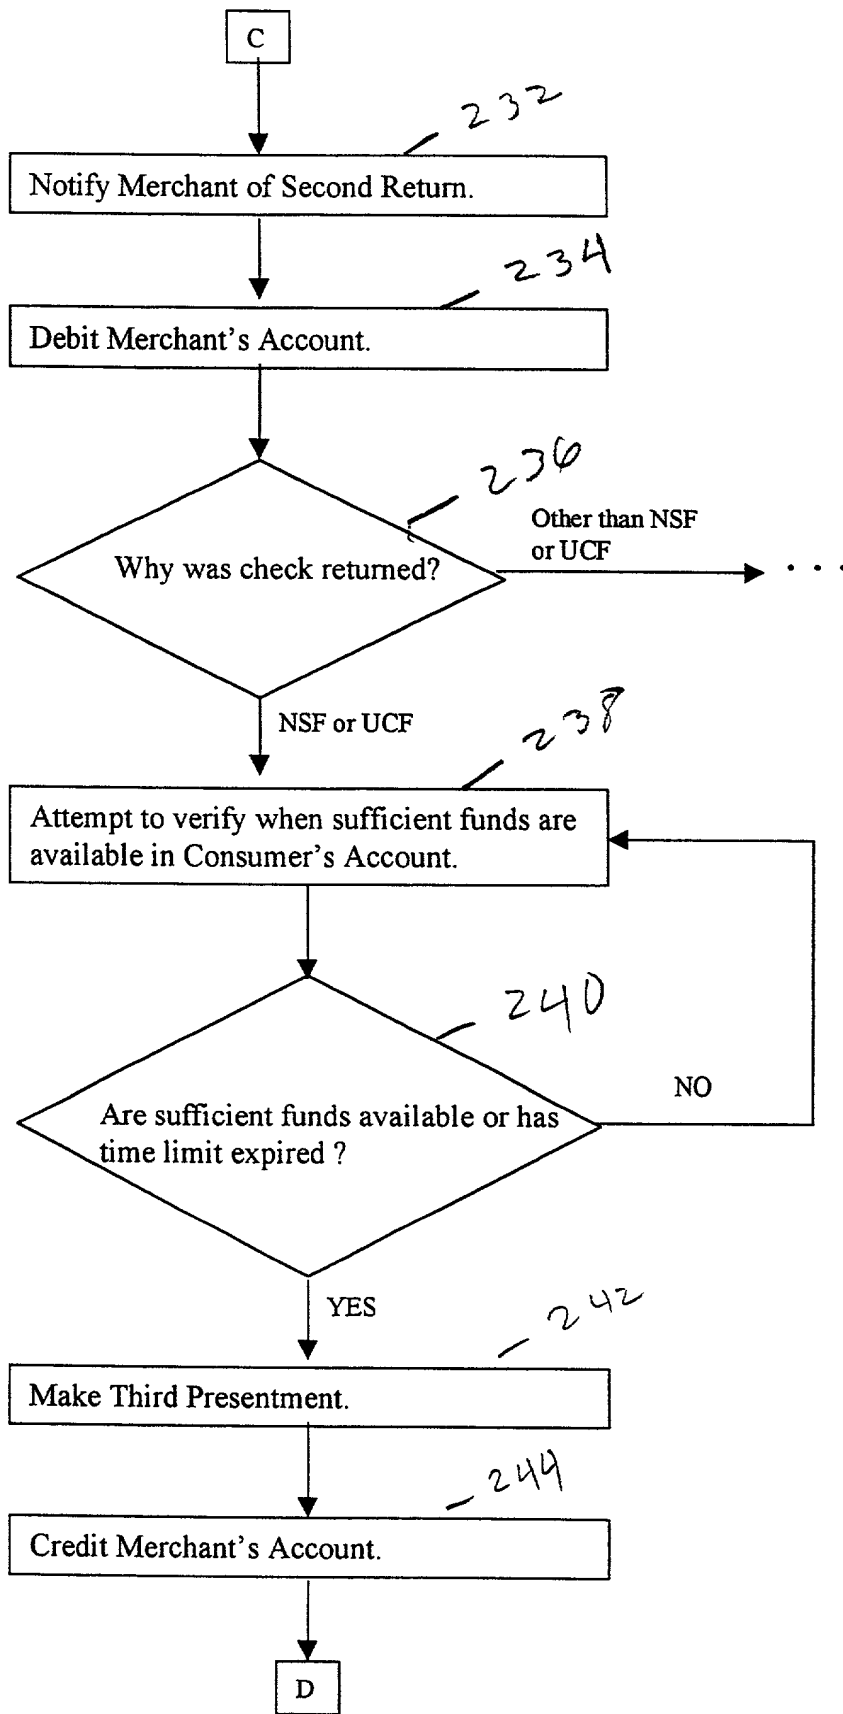 C
232
Notify Merchant of Second Return.
234
Debit Merchant's Account.
236
Other than NSF
or UCF
Why was check returned?
. . .
NSF or UCF
238
Attempt to verify when sufficient funds are
available in Consumer's Account.
240
NO
Are sufficient funds available or has
time limit expired ?
YES
242
Make Third Presentment.
244
Credit Merchant's Account.
D